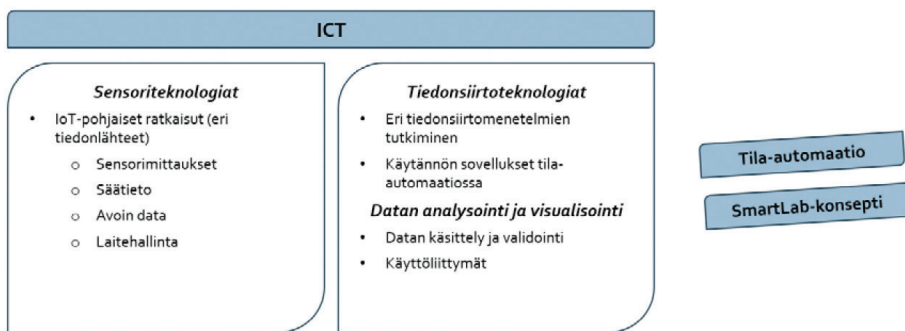 ICT
Sensoriteknologiat
• IoT-pohjaiset ratkaisut (eri
tiedonlähteet)
o Sensorimittaukset
o Säätieto
o Avoin data
o Laitehallinta
Tiedonsiirtoteknologiat
• Eri tiedonsiirtomenetelmien
tutkiminen
• Käytännön sovellukset tila-
automaatiossa
Datan analysointi ja visualisointi
• Datan käsittely ja validointi
• Käyttöliittymät
Tila-automaatio
SmartLab-konsepti